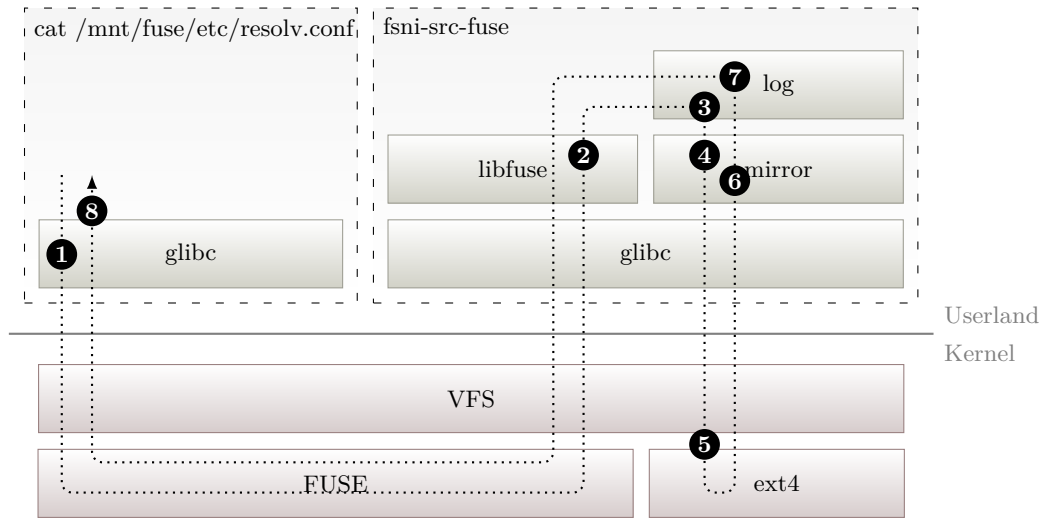 cat /mnt/fuse/etc/resolv.conf
fsni-src-fuse
7
log
3
libfuse
2
4
mirror
6
8
1
glibc
glibc
Userland
Kernel
VFS
5
FUSE
ext4